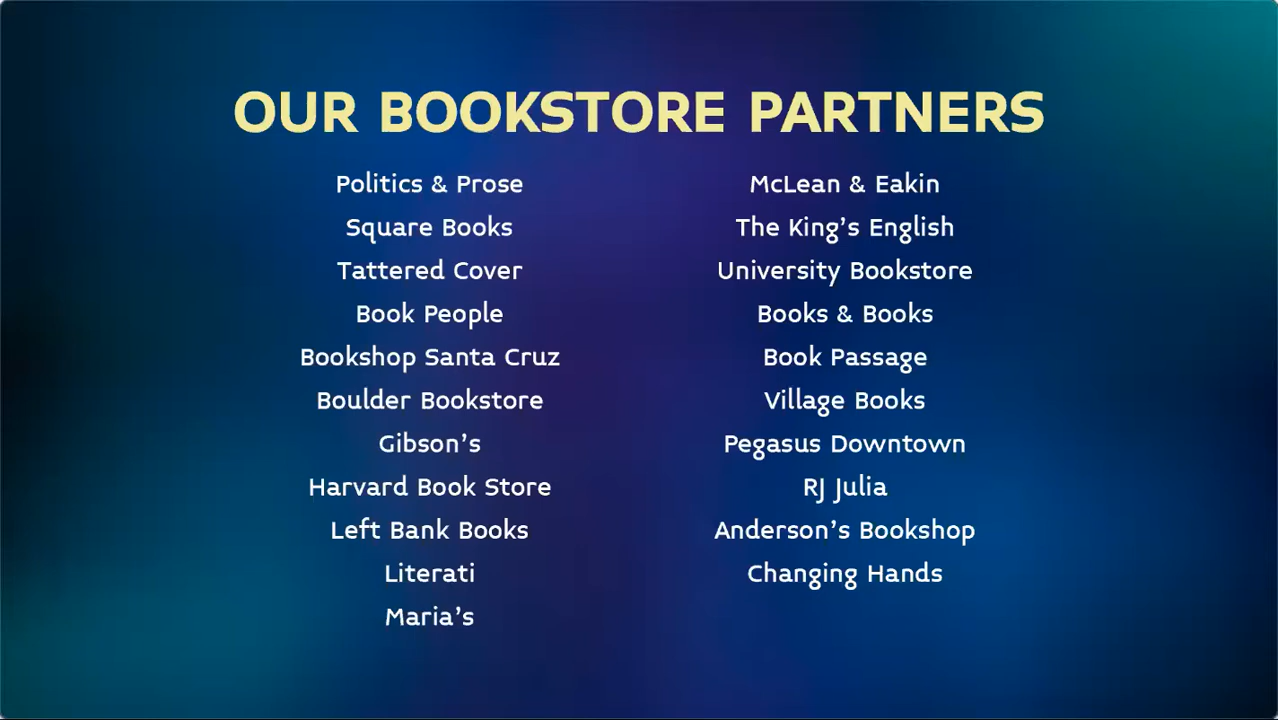 OUR BOOKSTORE PARTNERS
Politics & Prose
Square Books
Tattered Cover
Book People
Bookshop Santa Cruz
Boulder Bookstore
Gibson’s
Harvard Book Store
Left Bank Books
Literati
Maria’s
McLean & Eakin
The King’s English
University Bookstore
Books & Books
Book Passage
Village Books
Pegasus Downtown
RJ Julia
Anderson’s Bookshop
Changing Hands